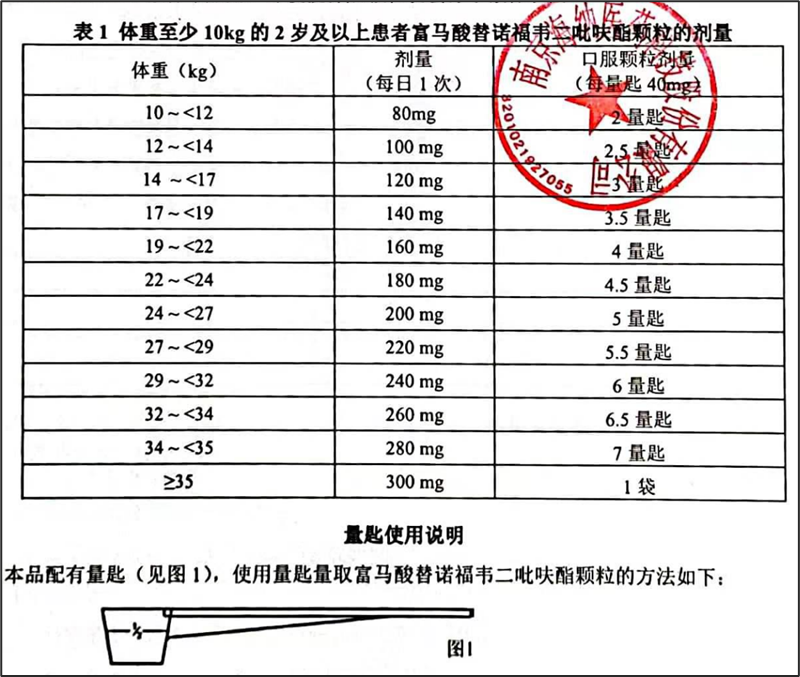 表1 体重至少10kg的2岁及以上患者富马酸替诺福韦二吡呋酯颗粒的剂量
体重（kg） 剂量（每日1次） 口服颗粒剂量（每量匙40mg）
10～<12 80mg 2量匙
12～<14 100 mg 2.5量匙
14 ～<17 120 mg 3量匙
17～<19 140 mg 3.5量匙
19～<22 160 mg 4量匙
22～<24 180 mg 4.5量匙
24～<27 200 mg 5量匙
27～<29 220 mg 5.5量匙
29～<32 240 mg 6量匙
32～<34 260 mg 6.5量匙
34～<35 280 mg 7量匙
≥35 300 mg 1袋
3201021927055
量匙使用说明
本品配有量匙（见图1），使用量匙量取富马酸替诺福韦二吡呋酯颗粒的方法如下：
½
图1